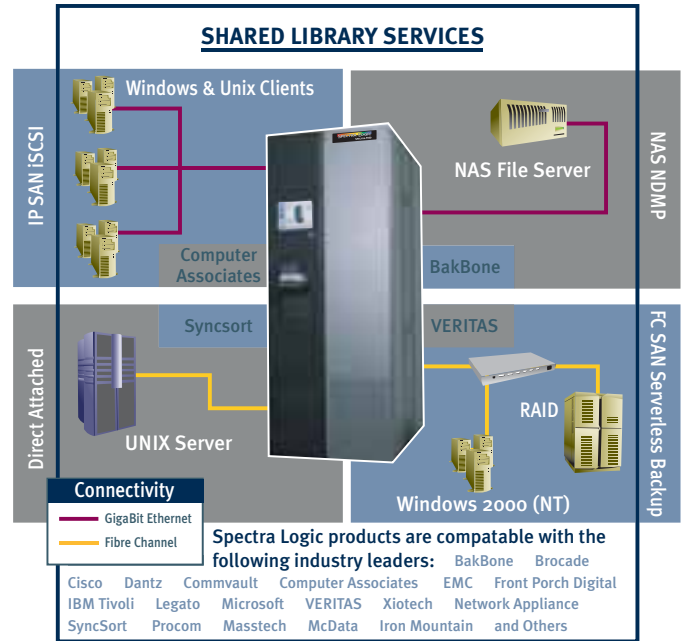 SHARED LIBRARY SERVICES
IP SAN iSCSI
Windows & Unix Clients
Computer
Associates
NAS File Server
NAS NDMP
BakBone
Direct Attached
Syncsort
UNIX Server
VERITAS
RAID
Windows 2000 (NT)
FC SAN Serverless Backup
Connectivity
GigaBit Ethernet
Fibre Channel
Spectra Logic products are compatable with the
following industry leaders: BakBone Brocade
Cisco Dantz Commvault Computer Associates EMC Front Porch Digital
IBM Tivoli Legato Microsoft VERITAS Xiotech Network Appliance
SyncSort Procom Masstech McData Iron Mountain and Others